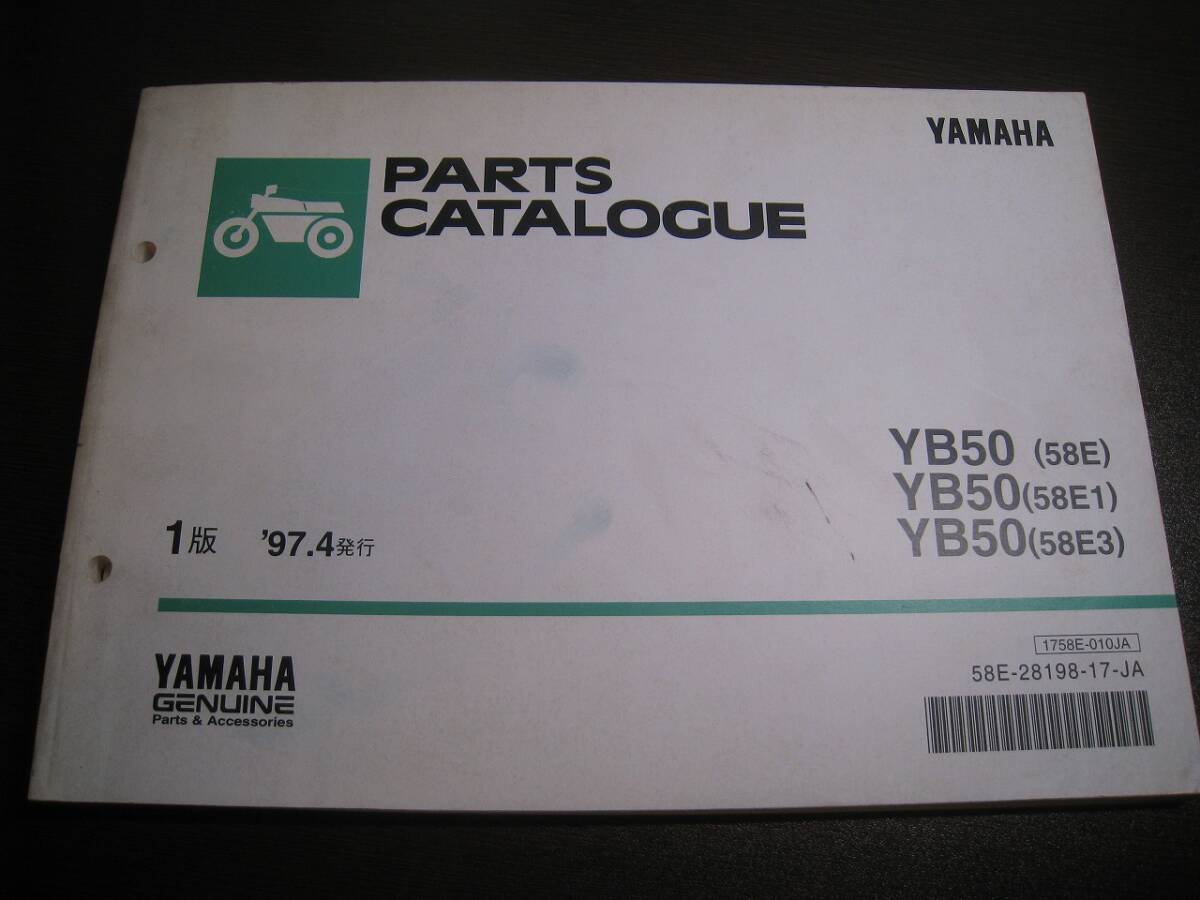 YAMAHA
PARTS
CATALOGUE
YB50 (58E)
YB50(58E1)
YB50(58E3)
1版 '97.4発行
YAMAHA
GENUINE
Parts & Accessories
1758E-010JA
58E-28198-17-JA